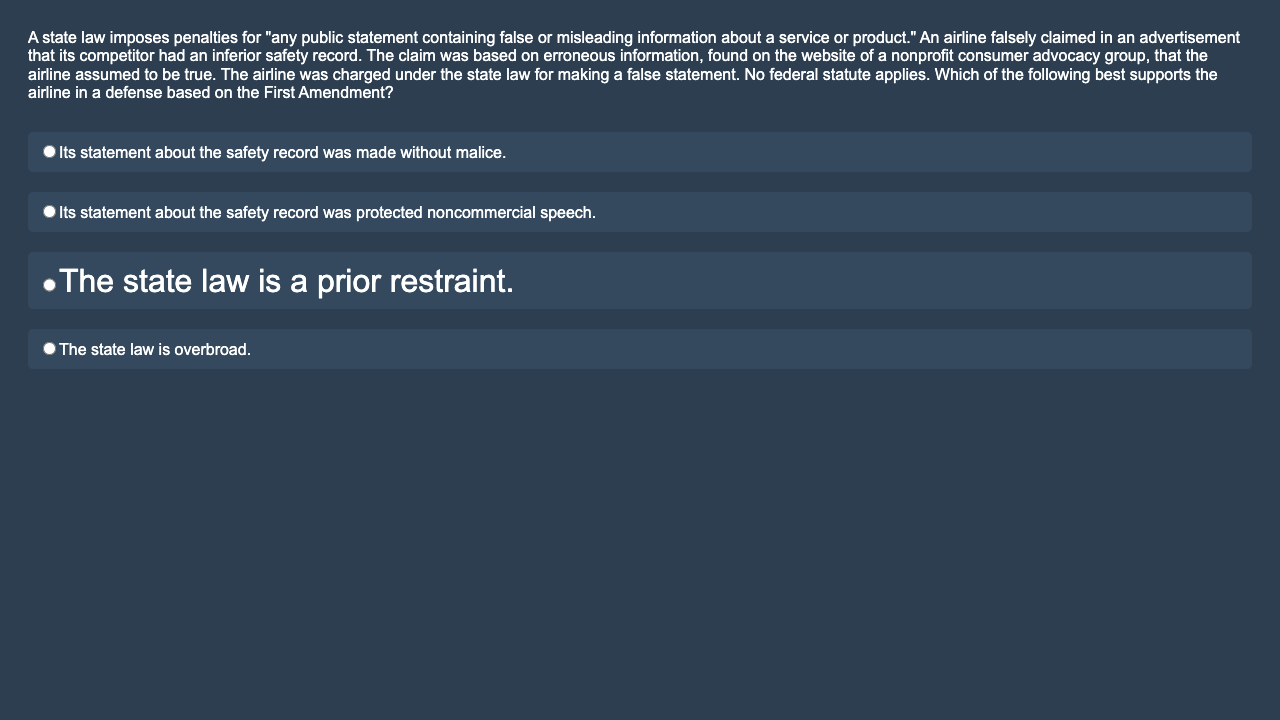 A state law imposes penalties for "any public statement containing false or misleading information about a service or product." An airline falsely claimed in an advertisement
that its competitor had an inferior safety record. The claim was based on erroneous information, found on the website of a nonprofit consumer advocacy group, that the
airline assumed to be true. The airline was charged under the state law for making a false statement. No federal statute applies. Which of the following best supports the
airline in a defense based on the First Amendment?
Its statement about the safety record was made without malice.
Its statement about the safety record was protected noncommercial speech.
The state law is a prior restraint.
The state law is overbroad.